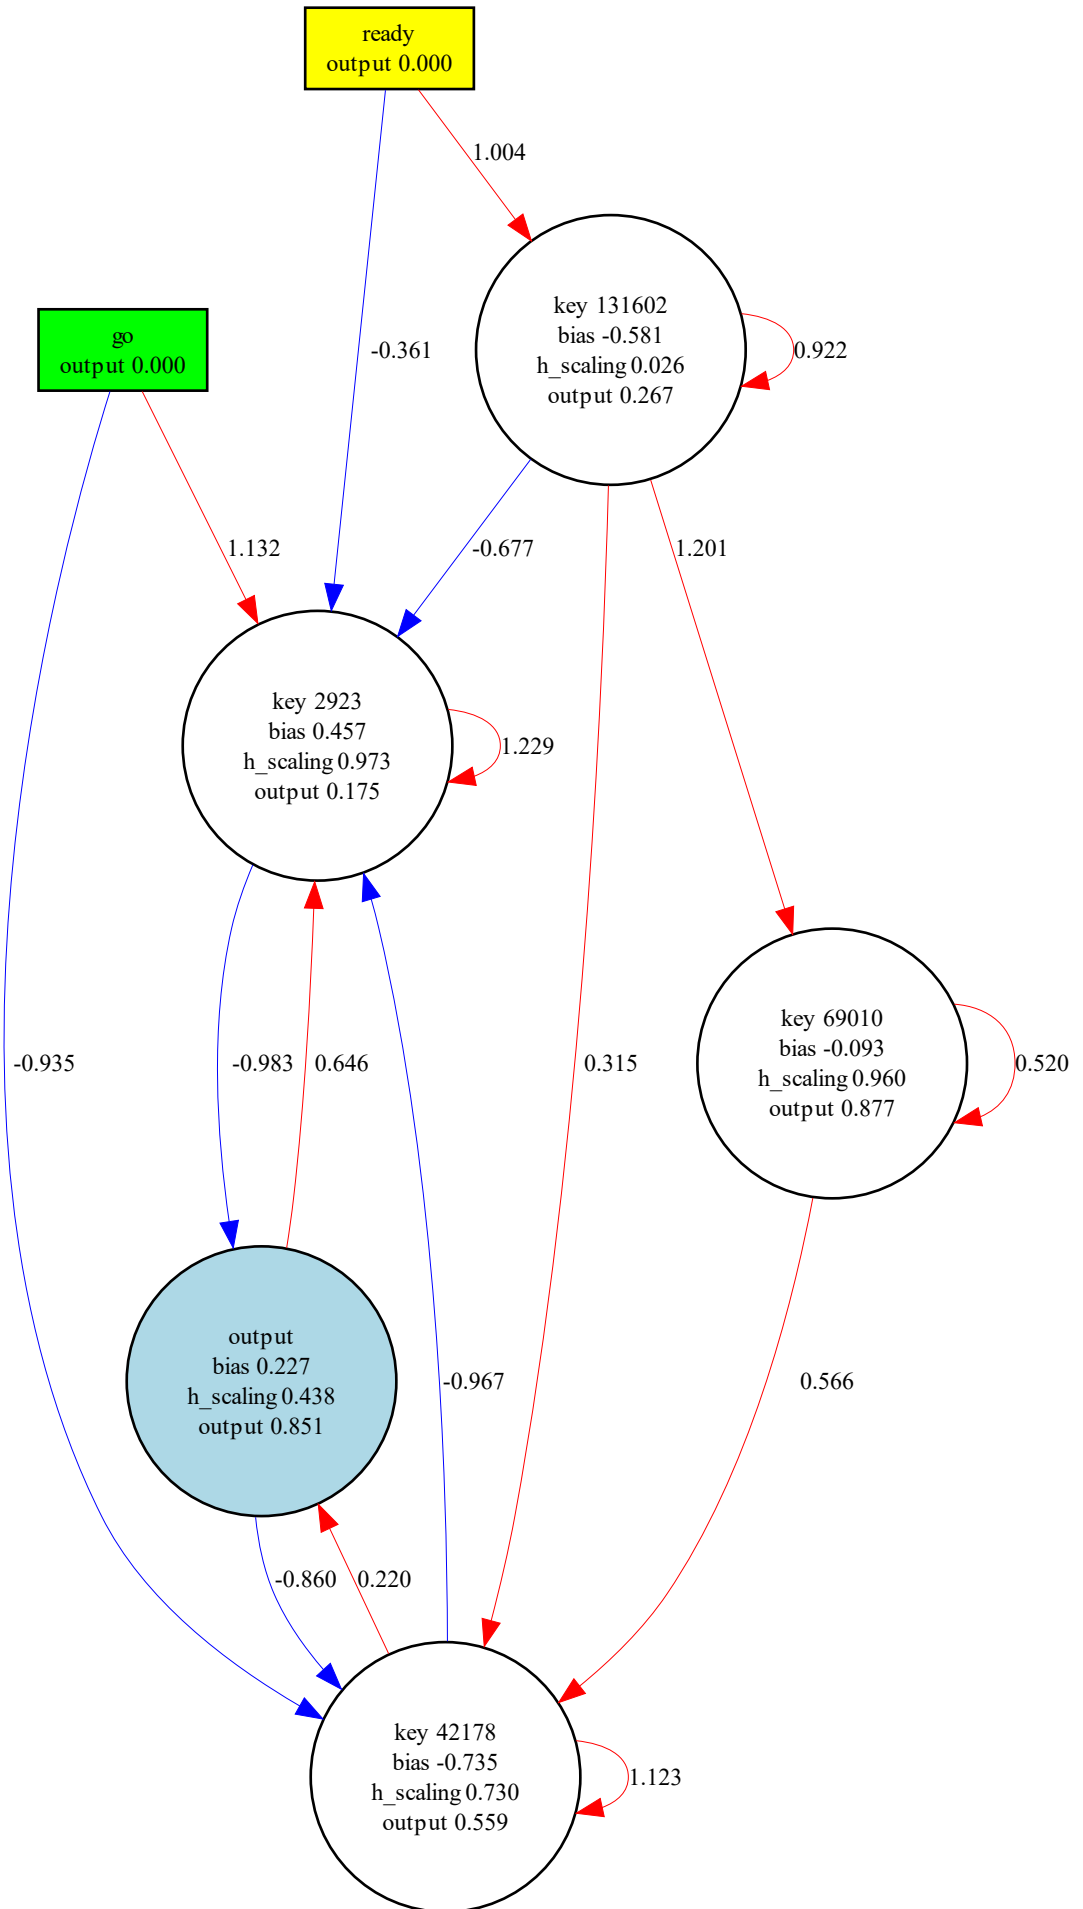 ready
output 0.000
1.004
key 131602
bias -0.581
h_scaling 0.026
output 0.267
0.922
go
output 0.000
-0.361
1.132
-0.677
1.201
key 2923
bias 0.457
h_scaling 0.973
output 0.175
1.229
key 69010
bias -0.093
h_scaling 0.960
output 0.877
0.520
-0.935
-0.983
0.646
0.315
output
bias 0.227
h_scaling 0.438
output 0.851
-0.967
0.566
-0.860
0.220
key 42178
bias -0.735
h_scaling 0.730
output 0.559
1.123